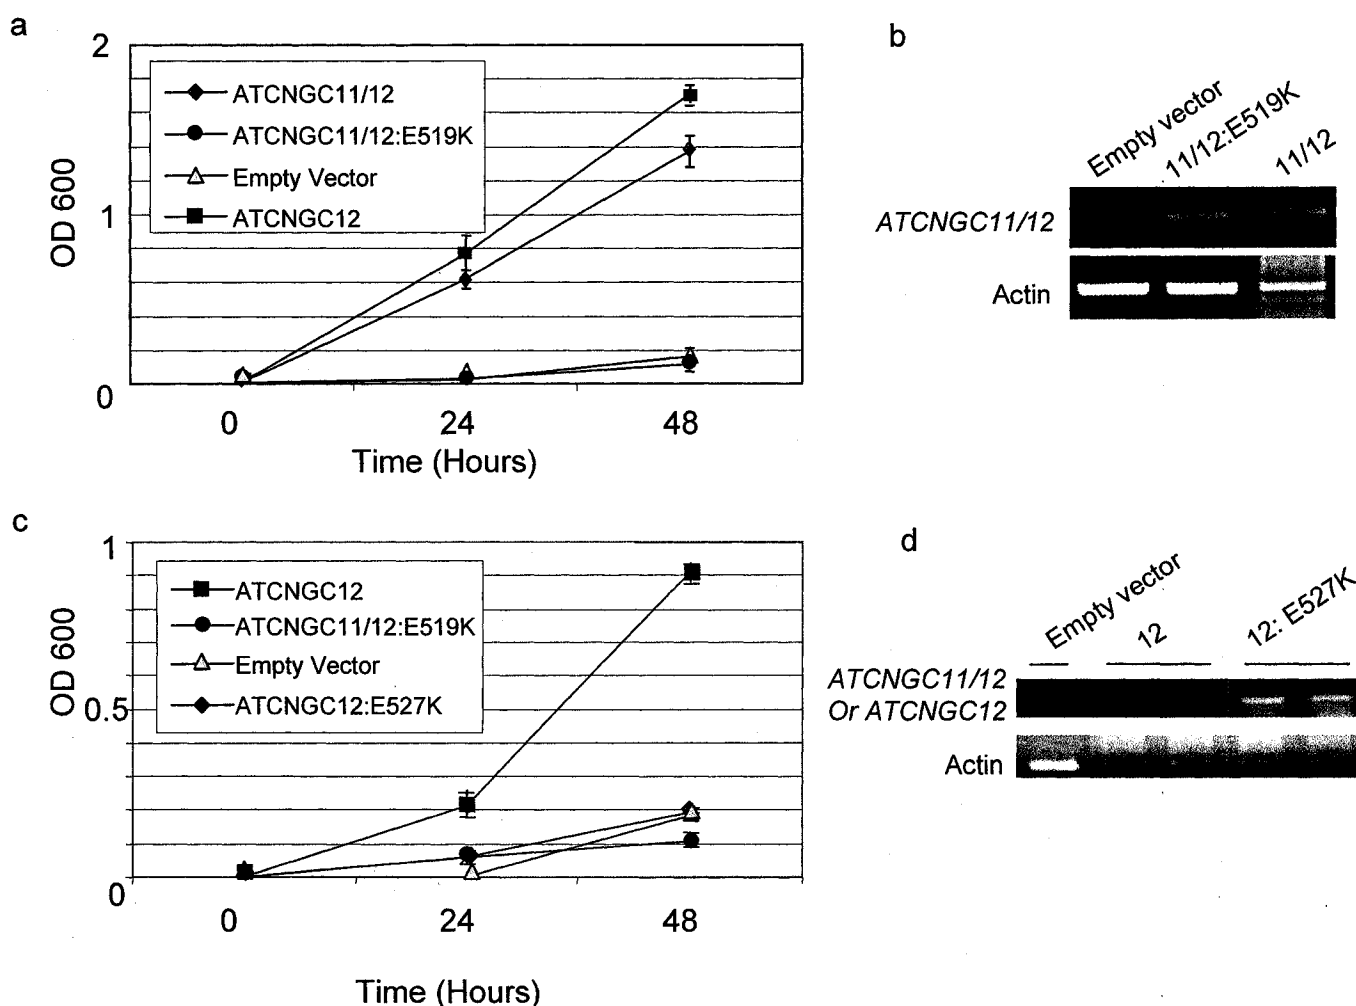 a
2
ATCNGC11/12
ATCNGC11/12:E519K
Empty Vector
ATCNGC12
1
OD 600
0
0 24 48
Time (Hours)
b
Empty vector
11/12:E519K
11/12
ATCNGC11/12
Actin
c
1
ATCNGC12
ATCNGC11/12:E519K
Empty Vector
ATCNGC12:E527K
OD 600
0.5
0
0 24 48
Time (Hours)
d
Empty vector
12
12: E527K
ATCNGC11/12
Or ATCNGC12
Actin